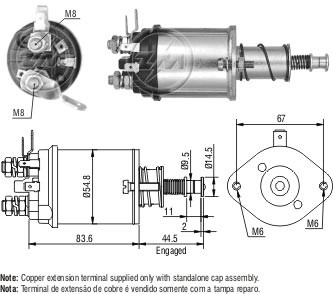 M8
M8
67
Ø54.8
Ø9.5
Ø14.5
11
2
M6
M6
83.6
44.5
Engaged
Note: Copper extension terminal supplied only with standalone cap assembly.
Nota: Terminal de extensão de cobre é vendido somente com a tampa reparo.